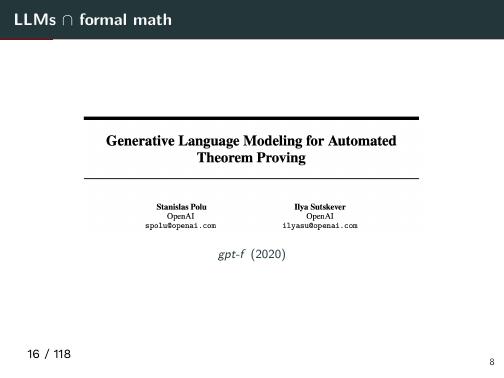 LLMs ∩ formal math
Generative Language Modeling for Automated
Theorem Proving
Stanislas Polu
OpenAI
spolu@openai.com
Ilya Sutskever
OpenAI
ilyasu@openai.com
gpt-f (2020)
16 / 118
8